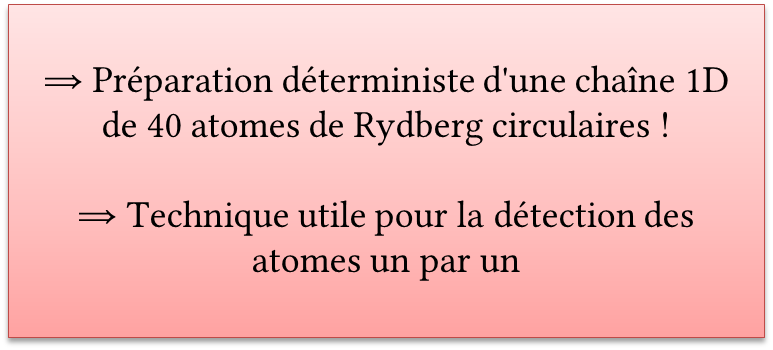 ⟹ Préparation déterministe d'une chaîne 1D
de 40 atomes de Rydberg circulaires !
⟹ Technique utile pour la détection des
atomes un par un